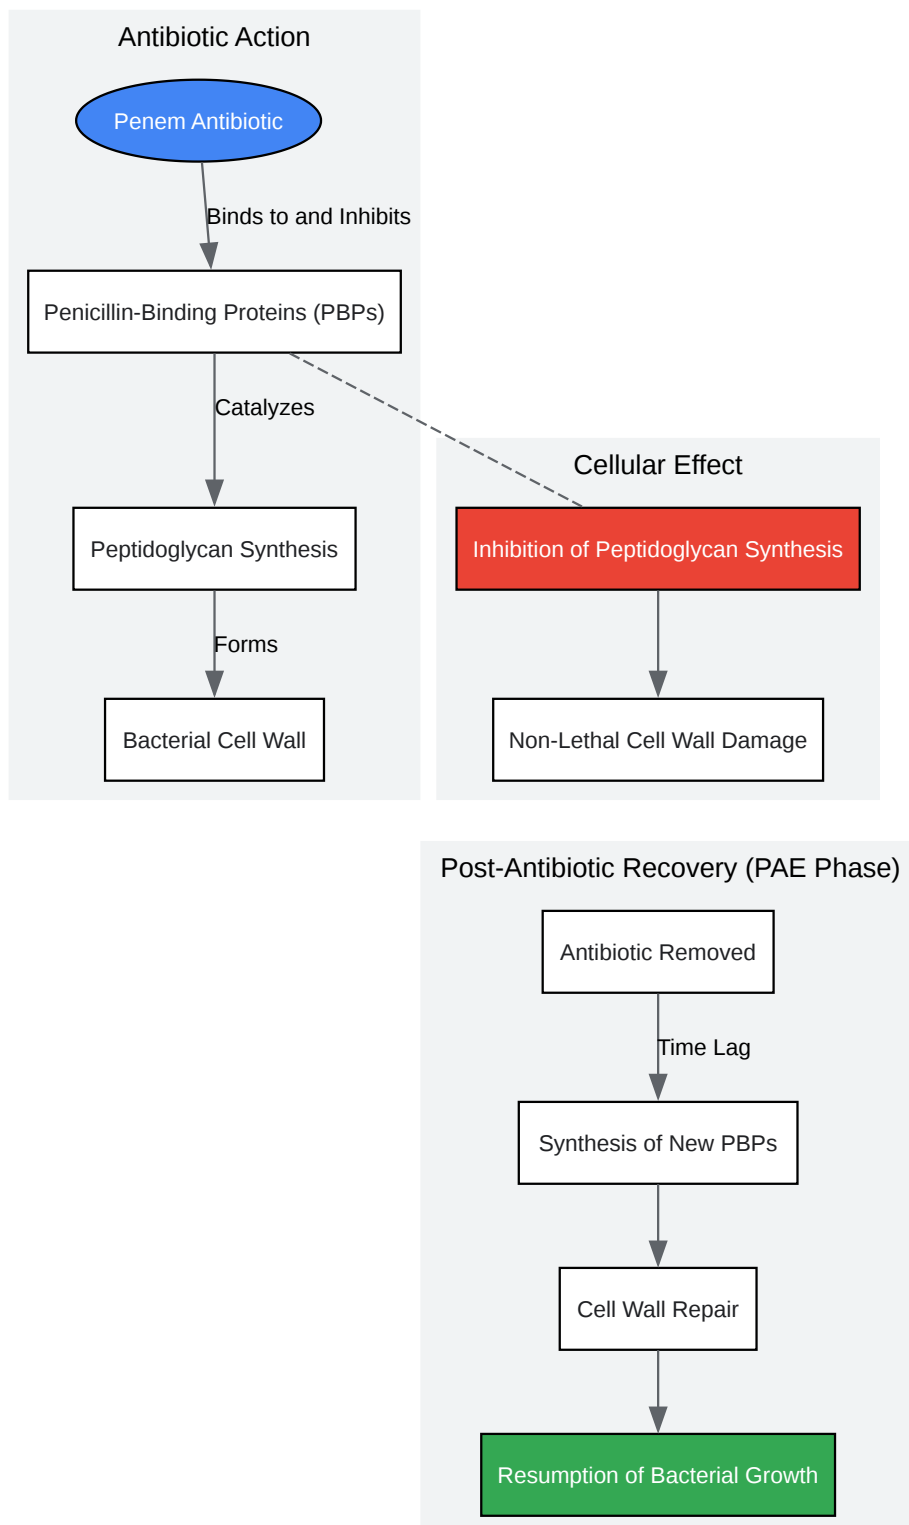 Antibiotic Action
Penem Antibiotic
Binds to and Inhibits
Penicillin-Binding Proteins (PBPs)
Catalyzes
Peptidoglycan Synthesis
Forms
Bacterial Cell Wall
Cellular Effect
Inhibition of Peptidoglycan Synthesis
Non-Lethal Cell Wall Damage
Post-Antibiotic Recovery (PAE Phase)
Antibiotic Removed
Time Lag
Synthesis of New PBPs
Cell Wall Repair
Resumption of Bacterial Growth